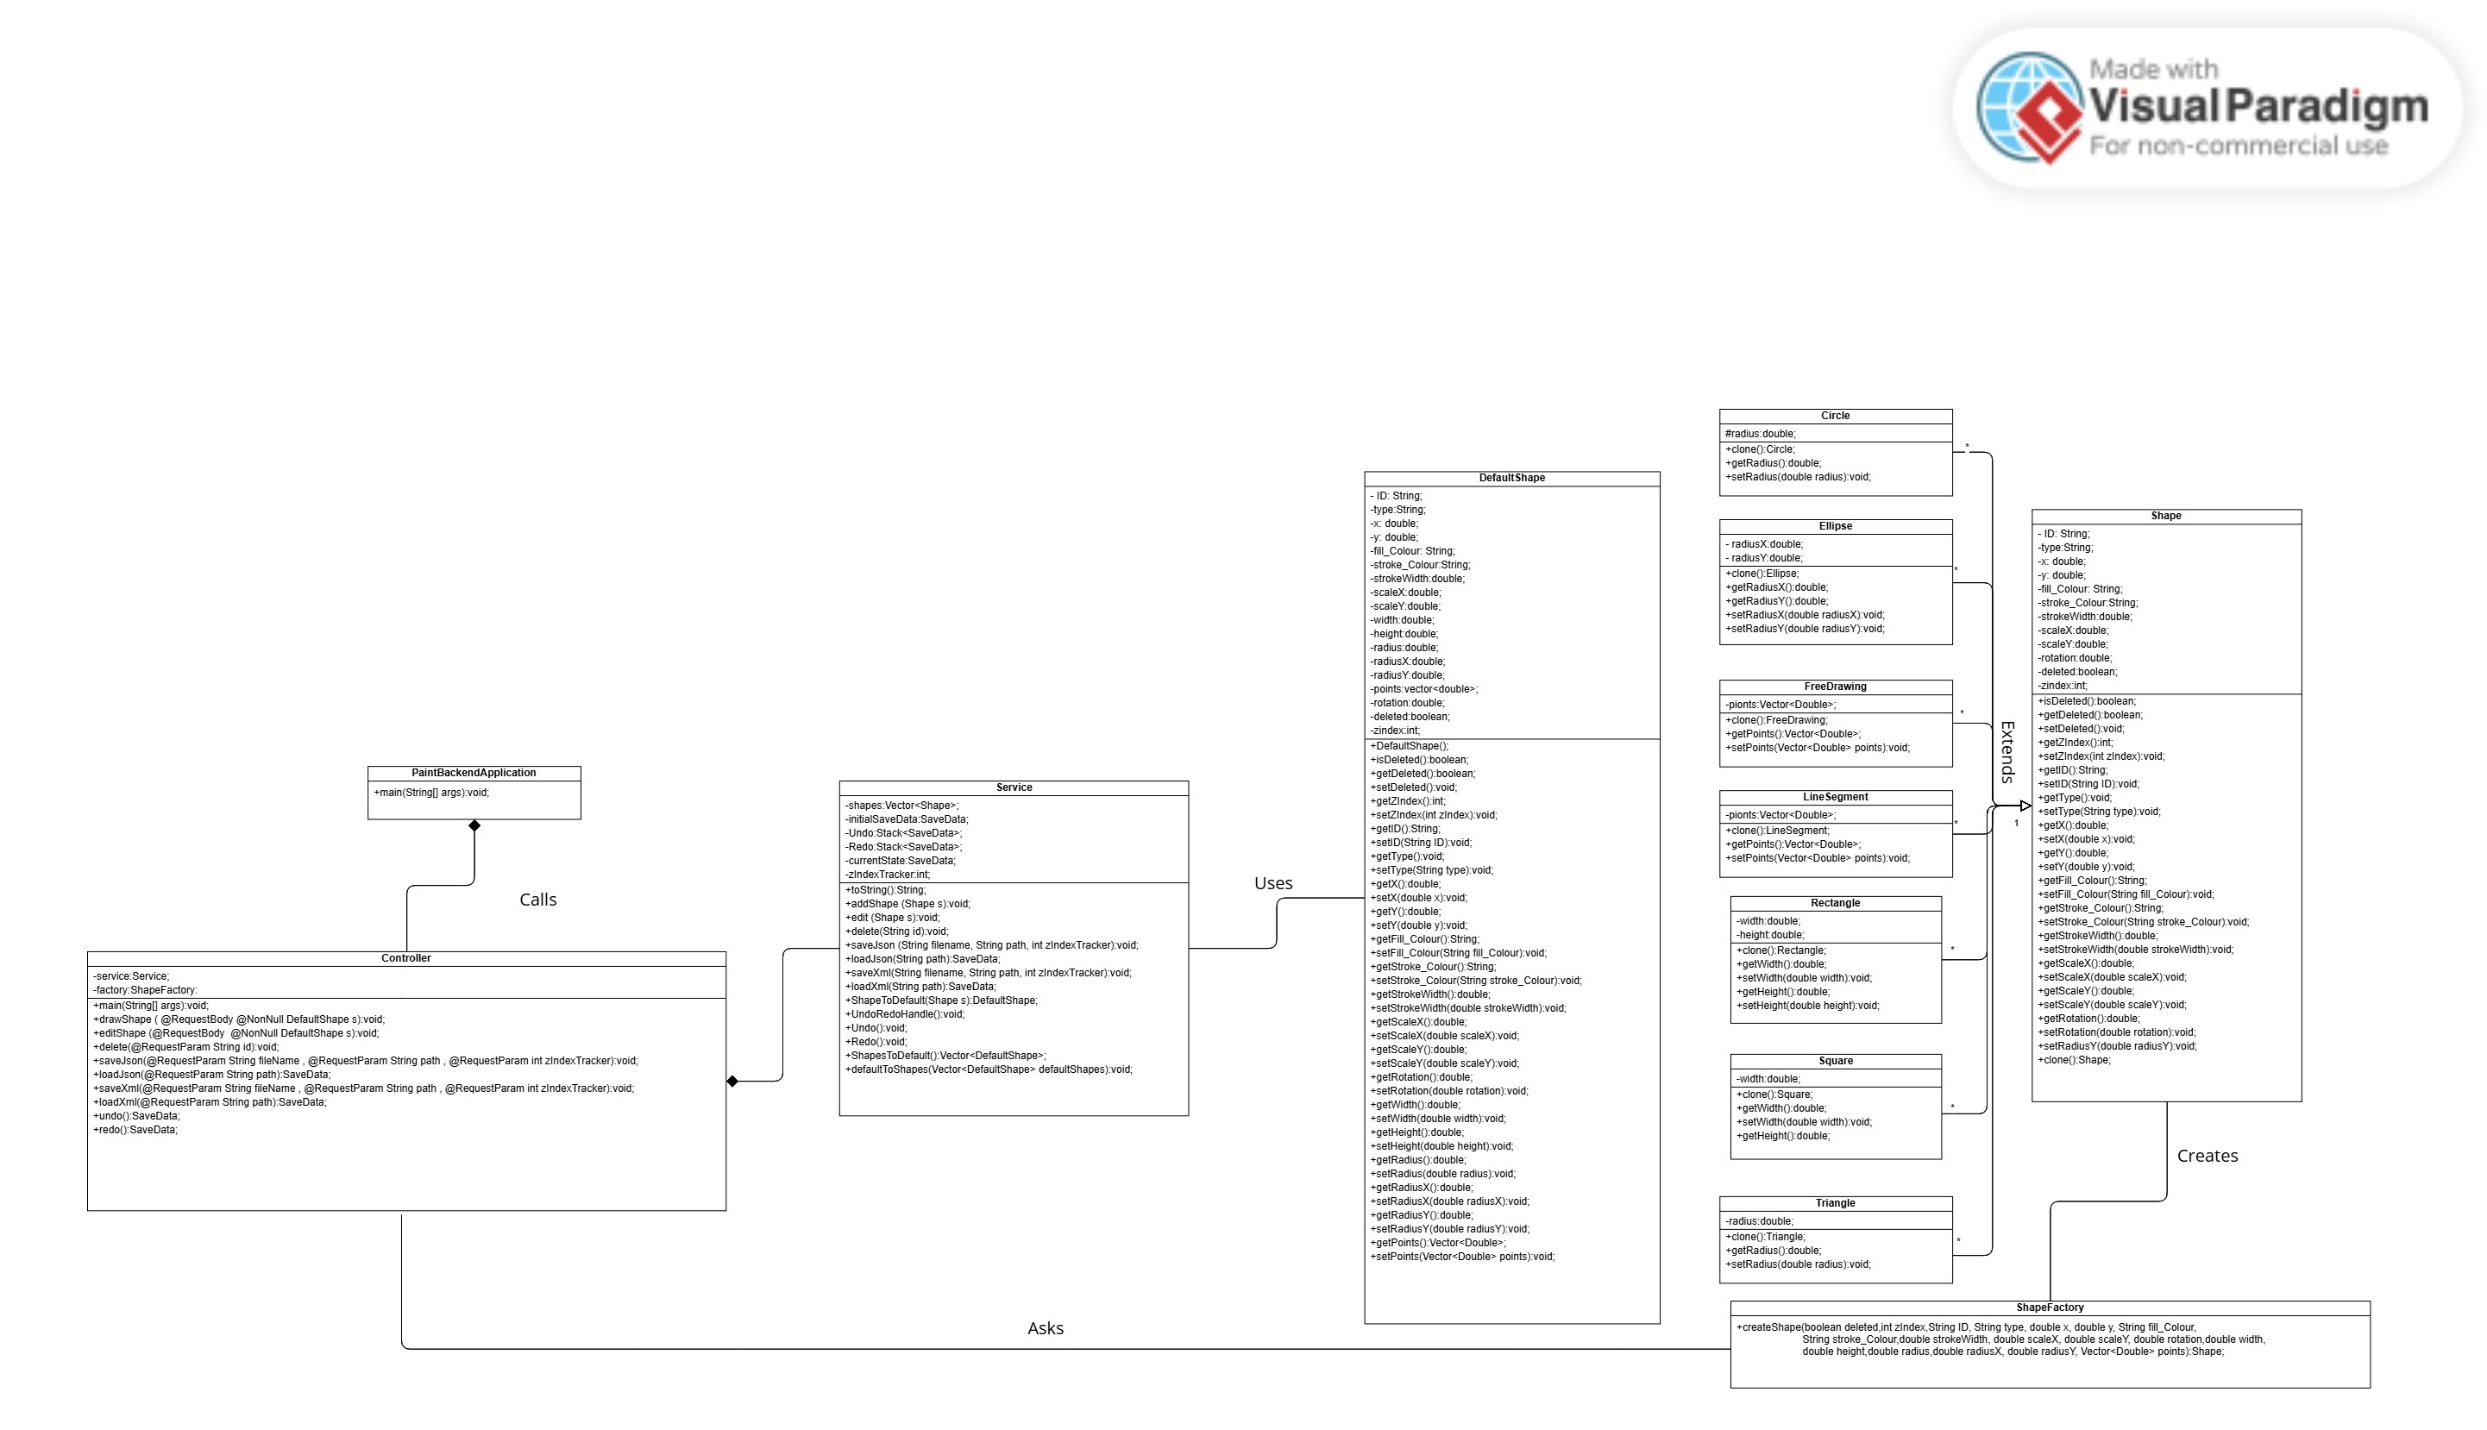 Made with
Visual Paradigm
For non-commercial use
PaintBackendApplication
+main(String[] args):void;
Calls
Controller
-service:Service;
-factory:ShapeFactory:
+main(String[] args):void;
+drawShape ( @RequestBody @NonNull DefaultShape s):void;
+editShape (@RequestBody  @NonNull DefaultShape s):void;
+delete(@RequestParam String id):void;
+saveJson(@RequestParam String fileName , @RequestParam String path , @RequestParam int zIndexTracker):void;
+loadJson(@RequestParam String path):SaveData;
+saveXml(@RequestParam String fileName , @RequestParam String path , @RequestParam int zIndexTracker):void;
+loadXml(@RequestParam String path):SaveData;
+undo():SaveData;
+redo():SaveData;
Service
-shapes:Vector<Shape>;
-initialSaveData:SaveData;
-Undo:Stack<SaveData>;
-Redo:Stack<SaveData>;
-currentState:SaveData;
-zIndexTracker:int;
+toString():String;
+addShape (Shape s):void;
+edit (Shape s):void;
+delete(String id):void;
+saveJson (String filename, String path, int zIndexTracker):void;
+loadJson(String path):SaveData;
+saveXml(String filename, String path, int zIndexTracker):void;
+loadXml(String path):SaveData;
+ShapeToDefault(Shape s):DefaultShape;
+UndoRedoHandle():void;
+Undo():void;
+Redo():void;
+ShapesToDefault():Vector<DefaultShape>;
+defaultToShapes(Vector<DefaultShape> defaultShapes):void;
Uses
DefaultShape
- ID: String;
-type:String;
-x: double;
-y: double;
-fill_Colour: String;
-stroke_Colour:String;
-strokeWidth:double;
-scaleX:double;
-scaleY:double;
-width:double;
-height:double;
-radius:double;
-radiusX:double;
-radiusY:double;
-points:vector<double>;
-rotation:double;
-deleted:boolean;
-zindex:int;
+DefaultShape();
+isDeleted():boolean;
+getDeleted():boolean;
+setDeleted():void;
+getZIndex():int;
+setZIndex(int zIndex):void;
+getID():String;
+setID(String ID):void;
+getType():void;
+setType(String type):void;
+getX():double;
+setX(double x):void;
+getY():double;
+setY(double y):void;
+getFill_Colour():String;
+setFill_Colour(String fill_Colour):void;
+getStroke_Colour():String;
+setStroke_Colour(String stroke_Colour):void;
+getStrokeWidth():double;
+setStrokeWidth(double strokeWidth):void;
+getScaleX():double;
+setScaleX(double scaleX):void;
+getScaleY():double;
+setScaleY(double scaleY):void;
+getRotation():double;
+setRotation(double rotation):void;
+getWidth():double;
+setWidth(double width):void;
+getHeight():double;
+setHeight(double height):void;
+getRadius():double;
+setRadius(double radius):void;
+getRadiusX():double;
+setRadiusX(double radiusX):void;
+getRadiusY():double;
+setRadiusY(double radiusY):void;
+getPoints():Vector<Double>;
+setPoints(Vector<Double> points):void;
Circle
#radius:double;
+clone():Circle;
+getRadius():double;
+setRadius(double radius):void;
*
Ellipse
- radiusX:double;
- radiusY:double;
+clone():Ellipse;
+getRadiusX():double;
+getRadiusY():double;
+setRadiusX(double radiusX):void;
+setRadiusY(double radiusY):void;
*
FreeDrawing
-pionts:Vector<Double>;
+clone():FreeDrawing;
+getPoints():Vector<Double>;
+setPoints(Vector<Double> points):void;
*
LineSegment
-pionts:Vector<Double>;
+clone():LineSegment;
+getPoints():Vector<Double>;
+setPoints(Vector<Double> points):void;
*
Rectangle
-width:double;
-height:double;
+clone():Rectangle;
+getWidth():double;
+setWidth(double width):void;
+getHeight():double;
+setHeight(double height):void;
*
Square
-width:double;
+clone():Square;
+getWidth():double;
+setWidth(double width):void;
+getHeight():double;
*
Triangle
-radius:double;
+clone():Triangle;
+getRadius():double;
+setRadius(double radius):void;
*
Extends
1
Shape
- ID: String;
-type:String;
-x: double;
-y: double;
-fill_Colour: String;
-stroke_Colour:String;
-strokeWidth:double;
-scaleX:double;
-scaleY:double;
-rotation:double;
-deleted:boolean;
-zindex:int;
+isDeleted():boolean;
+getDeleted():boolean;
+setDeleted():void;
+getZIndex():int;
+setZIndex(int zIndex):void;
+getID():String;
+setID(String ID):void;
+getType():void;
+setType(String type):void;
+getX():double;
+setX(double x):void;
+getY():double;
+setY(double y):void;
+getFill_Colour():String;
+setFill_Colour(String fill_Colour):void;
+getStroke_Colour():String;
+setStroke_Colour(String stroke_Colour):void;
+getStrokeWidth():double;
+setStrokeWidth(double strokeWidth):void;
+getScaleX():double;
+setScaleX(double scaleX):void;
+getScaleY():double;
+setScaleY(double scaleY):void;
+getRotation():double;
+setRotation(double rotation):void;
+setRadiusY(double radiusY):void;
+clone():Shape;
Creates
Asks
ShapeFactory
+createShape(boolean deleted,int zIndex,String ID, String type, double x, double y, String fill_Colour,
String stroke_Colour,double strokeWidth, double scaleX, double scaleY, double rotation,double width,
double height,double radius,double radiusX, double radiusY, Vector<Double> points):Shape;